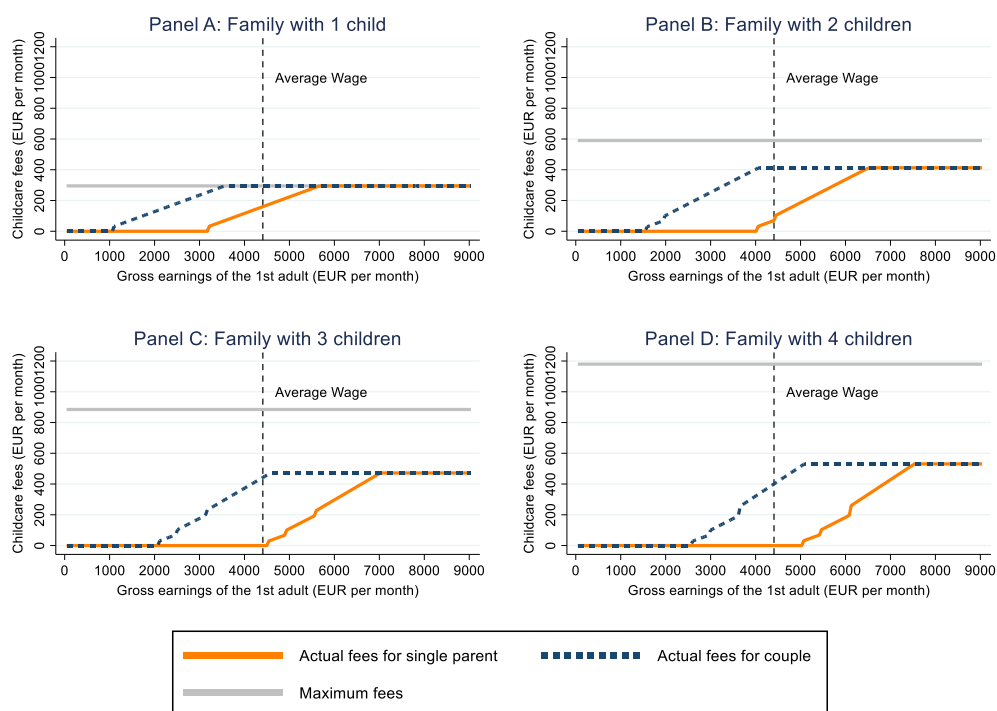 Panel A: Family with 1 child
Childcare fees (EUR per month)
0 200 400 600 800 1000 1200
Average Wage
0 1000 2000 3000 4000 5000 6000 7000 8000 9000
Gross earnings of the 1st adult (EUR per month)
Panel B: Family with 2 children
Childcare fees (EUR per month)
0 200 400 600 800 1000 1200
Average Wage
0 1000 2000 3000 4000 5000 6000 7000 8000 9000
Gross earnings of the 1st adult (EUR per month)
Panel C: Family with 3 children
Childcare fees (EUR per month)
0 200 400 600 800 1000 1200
Average Wage
0 1000 2000 3000 4000 5000 6000 7000 8000 9000
Gross earnings of the 1st adult (EUR per month)
Panel D: Family with 4 children
Childcare fees (EUR per month)
0 200 400 600 800 1000 1200
Average Wage
0 1000 2000 3000 4000 5000 6000 7000 8000 9000
Gross earnings of the 1st adult (EUR per month)
Actual fees for single parent
Actual fees for couple
Maximum fees